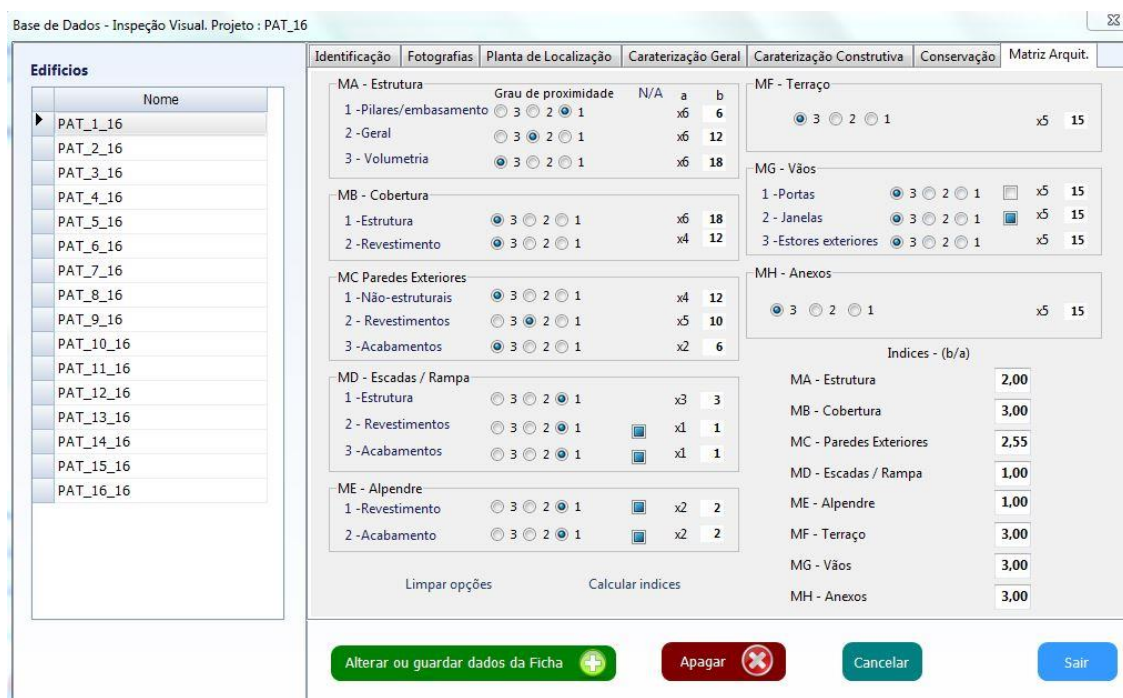 Base de Dados - Inspeção Visual. Projeto : PAT_16
Edificios
Nome
PAT_1_16
PAT_2_16
PAT_3_16
PAT_4_16
PAT_5_16
PAT_6_16
PAT_7_16
PAT_8_16
PAT_9_16
PAT_10_16
PAT_11_16
PAT_12_16
PAT_13_16
PAT_14_16
PAT_15_16
PAT_16_16
Identificação Fotografias Planta de Localização Caraterização Geral Caraterização Construtiva Conservação Matriz Arquit.
MA - Estrutura
Grau de proximidade N/A a b
1 -Pilares/embasamento 3 2 1 x6 6
2 -Geral 3 2 1 x6 12
3 - Volumetria 3 2 1 x6 18
MB - Cobertura
1 -Estrutura 3 2 1 x6 18
2 -Revestimento 3 2 1 x4 12
MC Paredes Exteriores
1 -Não-estruturais 3 2 1 x4 12
2 - Revestimentos 3 2 1 x5 10
3 -Acabamentos 3 2 1 x2 6
MD - Escadas / Rampa
1 -Estrutura 3 2 1 x3 3
2 - Revestimentos 3 2 1 x1 1
3 -Acabamentos 3 2 1 x1 1
ME - Alpendre
1 -Revestimento 3 2 1 x2 2
2 -Acabamento 3 2 1 x2 2
Limpar opções Calcular indices
MF - Terraço
3 2 1 x5 15
MG - Vãos
1 -Portas 3 2 1 x5 15
2 - Janelas 3 2 1 x5 15
3 -Estores exteriores 3 2 1 x5 15
MH - Anexos
3 2 1 x5 15
Indices - (b/a)
MA - Estrutura 2,00
MB - Cobertura 3,00
MC - Paredes Exteriores 2,55
MD - Escadas / Rampa 1,00
ME - Alpendre 1,00
MF - Terraço 3,00
MG - Vãos 3,00
MH - Anexos 3,00
Alterar ou guardar dados da Ficha Apagar Cancelar Sair